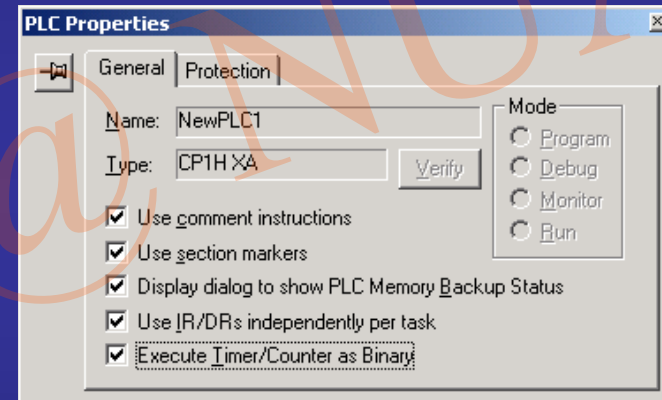 PLC Properties
General Protection
Name: NewPLC1
Type: CP1H XA Verify
Mode
Program
Debug
Monitor
Run
Use comment instructions
Use section markers
Display dialog to show PLC Memory Backup Status
Use IR/DRs independently per task
Execute Timer/Counter as Binary